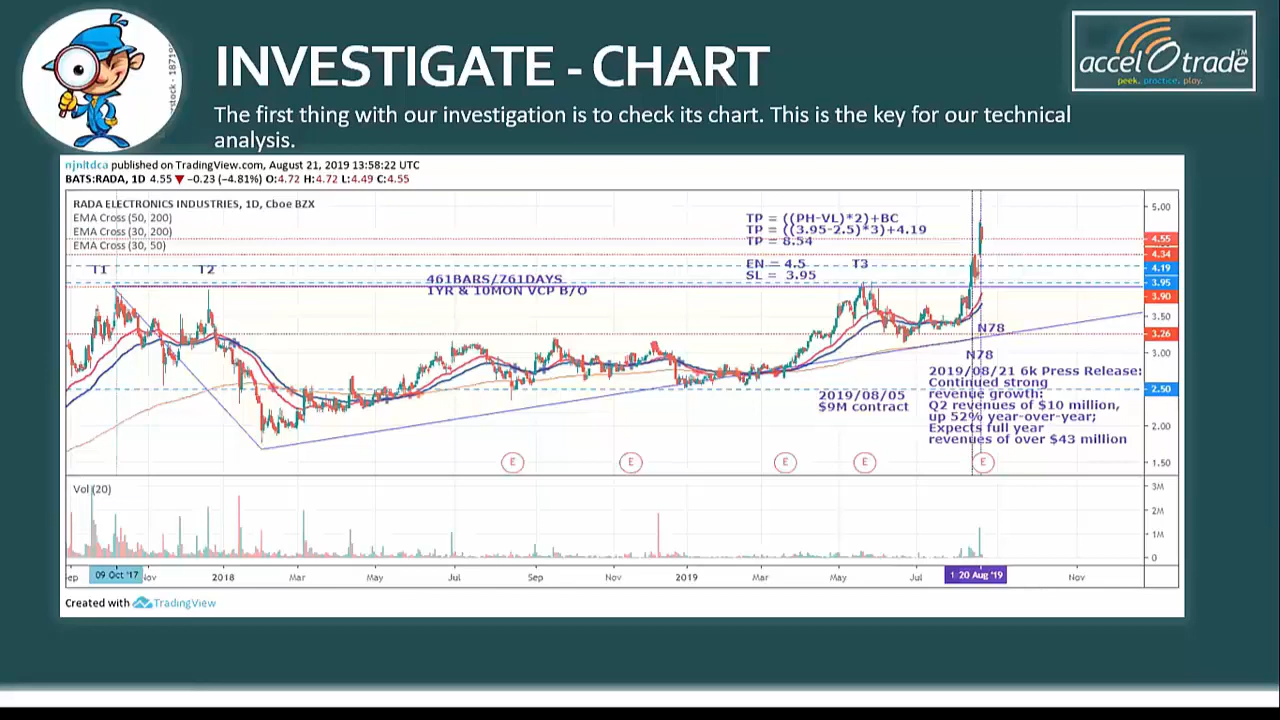 INVESTIGATE - CHART
accelOtrade™
peek. practice. play.
The first thing with our investigation is to check its chart. This is the key for our technical
analysis.
njnltdca published on TradingView.com, August 21, 2019 13:58:22 UTC
BATS:RADA, 1D 4.55 ▼ −0.23 (−4.81%) O:4.72 H:4.72 L:4.49 C:4.55
RADA ELECTRONICS INDUSTRIES, 1D, Cboe BZX
EMA Cross (50, 200)
EMA Cross (30, 200)
EMA Cross (30, 50)
TP = ((PH-VL)*2)+BC
TP = ((3.95-2.5)*3)+4.19
TP = 8.54
EN = 4.5
SL = 3.95
T1
T2
T3
461BARS/761DAYS
1YR & 10MON VCP B/O
N78
N78
2019/08/05
$9M contract
2019/08/21 6k Press Release:
Continued strong
revenue growth:
Q2 revenues of $10 million,
up 52% year-over-year;
Expects full year
revenues of over $43 million
E E E E E
5.00
4.55
4.34
4.19
3.95
3.90
3.50
3.26
3.00
2.50
2.00
1.50
Vol (20)
3M
2M
1M
0
09 Oct '17 Nov 2018 Mar May Jul Sep Nov 2019 Mar May Jul 20 Aug '19 Nov
Created with TradingView